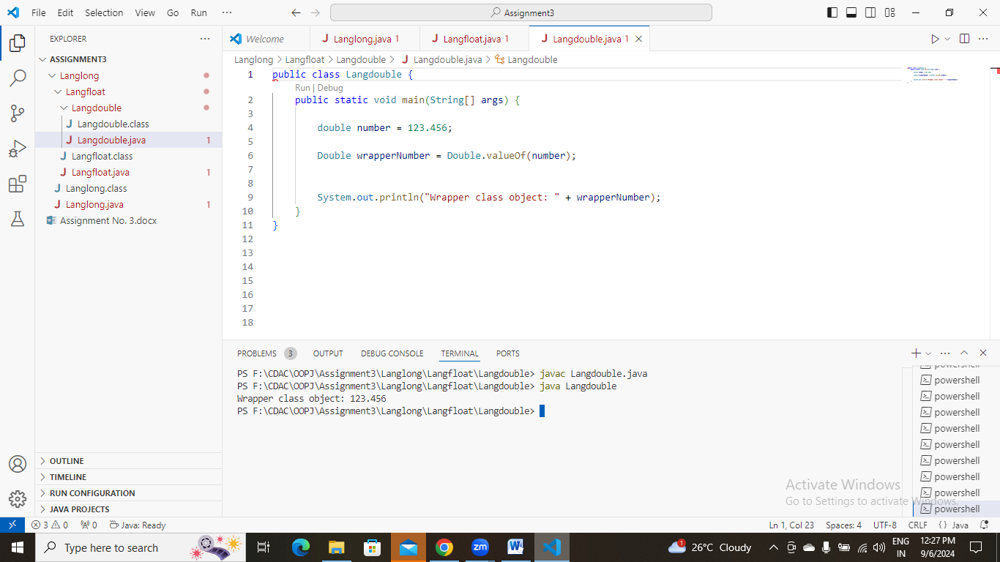 File Edit Selection View Go Run ··· Assignment3
EXPLORER ···
ASSIGNMENT3
Langlong
Langfloat
Langdouble
Langdouble.class
Langdouble.java 1
Langfloat.class
Langfloat.java 1
Langlong.class
Langlong.java 1
Assignment No. 3.docx
OUTLINE
TIMELINE
RUN CONFIGURATION
JAVA PROJECTS
Welcome Langlong.java 1 Langfloat.java 1 Langdouble.java 1
Langlong > Langfloat > Langdouble > Langdouble.java > Langdouble
1 public class Langdouble {
Run | Debug
2 public static void main(String[] args) {
3
4 double number = 123.456;
5
6 Double wrapperNumber = Double.valueOf(number);
7
8
9 System.out.println("Wrapper class object: " + wrapperNumber);
10 }
11 }
12
13
14
15
16
17
18
PROBLEMS 3 OUTPUT DEBUG CONSOLE TERMINAL PORTS
PS F:\CDAC\OOPJ\Assignment3\Langlong\Langfloat\Langdouble> javac Langdouble.java
PS F:\CDAC\OOPJ\Assignment3\Langlong\Langfloat\Langdouble> java Langdouble
Wrapper class object: 123.456
PS F:\CDAC\OOPJ\Assignment3\Langlong\Langfloat\Langdouble>
powershell
powershell
powershell
powershell
powershell
powershell
powershell
powershell
powershell
powershell
Activate Windows
Go to Settings to activate Windows.
3 0 0 Java: Ready Ln 1, Col 23 Spaces: 4 UTF-8 CRLF {} Java
Type here to search zm W 1 26°C Cloudy ENG 12:27 PM
IN 9/6/2024